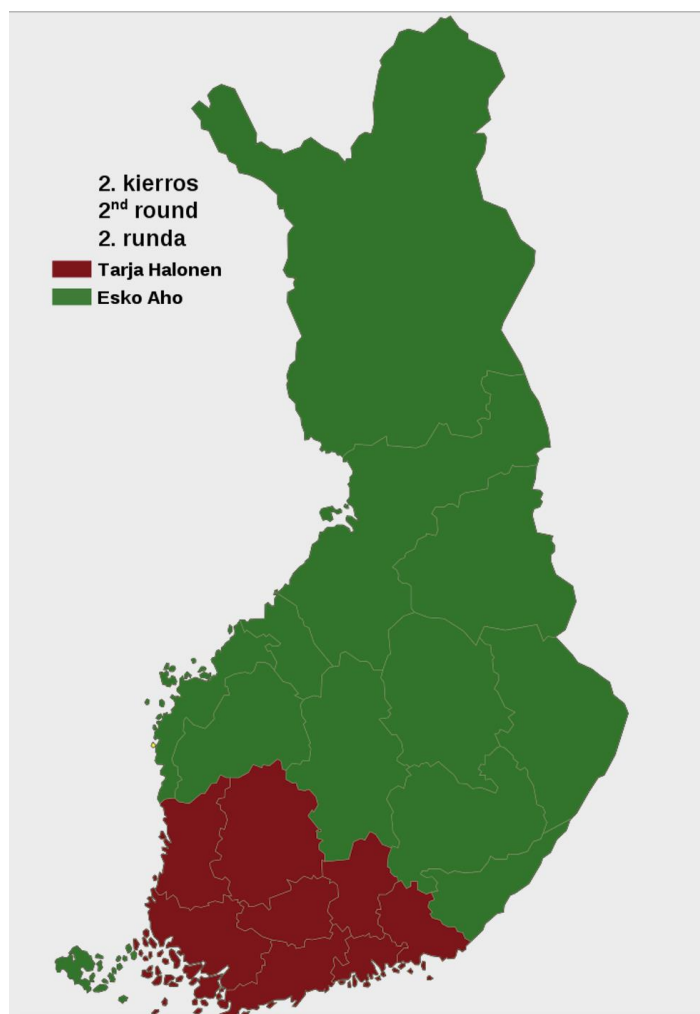 2. kierros
2nd round
2. runda
Tarja Halonen
Esko Aho